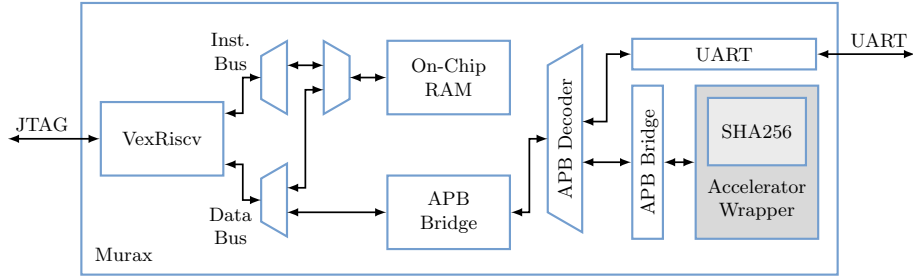 Inst.
Bus
On-Chip
RAM
UART
UART
JTAG
VexRiscv
APB Decoder
APB Bridge
SHA256
Accelerator
Wrapper
Data
Bus
APB
Bridge
Murax